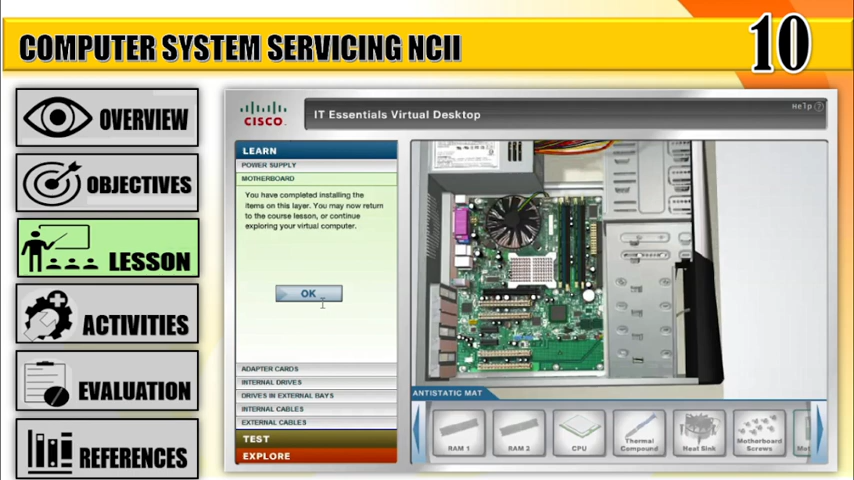 COMPUTER SYSTEM SERVICING NCII
10
OVERVIEW
OBJECTIVES
LESSON
ACTIVITIES
EVALUATION
REFERENCES
CISCO
IT Essentials Virtual Desktop
Help ?
LEARN
POWER SUPPLY
MOTHERBOARD
You have completed installing the
items on this layer. You may now return
to the course lesson, or continue
exploring your virtual computer.
OK
ADAPTER CARDS
INTERNAL DRIVES
DRIVES IN EXTERNAL BAYS
INTERNAL CABLES
EXTERNAL CABLES
TEST
EXPLORE
ANTISTATIC MAT
RAM 1
RAM 2
CPU
Thermal
Compound
Heat Sink
Motherboard
Screws